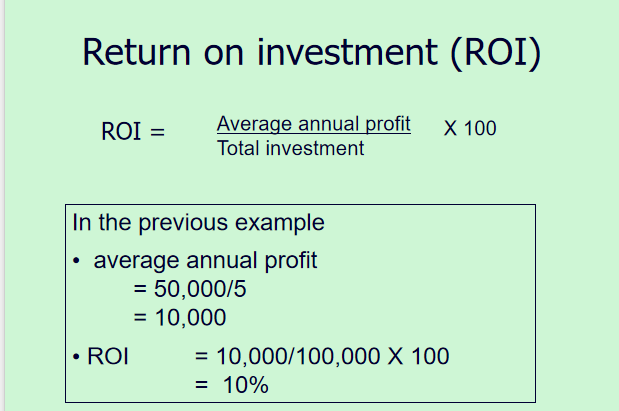 Return on investment (ROI)
ROI = Average annual profit X 100
Total investment
In the previous example
• average annual profit
= 50,000/5
= 10,000
• ROI = 10,000/100,000 X 100
= 10%